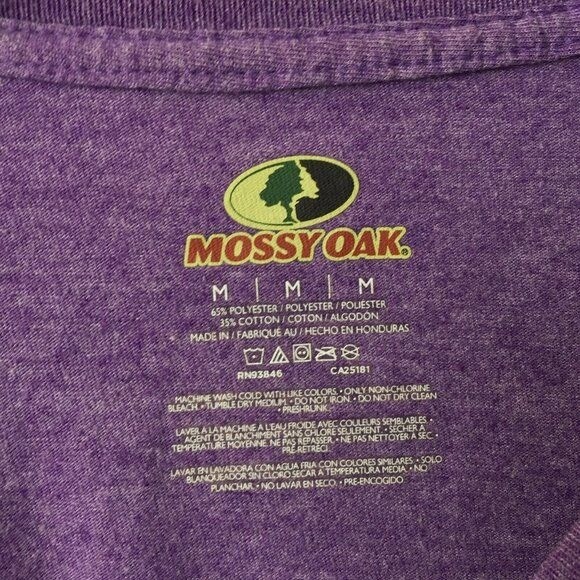 MOSSY OAK®
M | M | M
65% POLYESTER / POLYESTER / POLIÉSTER
35% COTTON / COTON / ALGODÓN
MADE IN / FABRIQUÉ AU / HECHO EN HONDURAS
RN93846 CA25181
MACHINE WASH COLD WITH LIKE COLORS. • ONLY NON-CHLORINE
BLEACH. • TUMBLE DRY MEDIUM. • DO NOT IRON. • DO NOT DRY CLEAN
• PRESHRUNK.
LAVER À LA MACHINE A L'EAU FROIDE AVEC COULEURS SEMBLABLES. •
AGENT DE BLANCHIMENT SANS CHLORE SEULEMENT. • SÉCHER À
TEMPÉRATURE MOYENNE. NE PAS REPASSER. • NE PAS NETTOYER À SEC. •
PRÉ-RÉTRÉCI.
LAVAR EN LAVADORA CON AGUA FRIA CON COLORES SIMILARES. • SOLO
BLANQUEADOR SIN CLORO SECAR A TEMPERATURA MEDIA. • NO
PLANCHAR. • NO LAVAR EN SECO. • PRE-ENCOGIDO